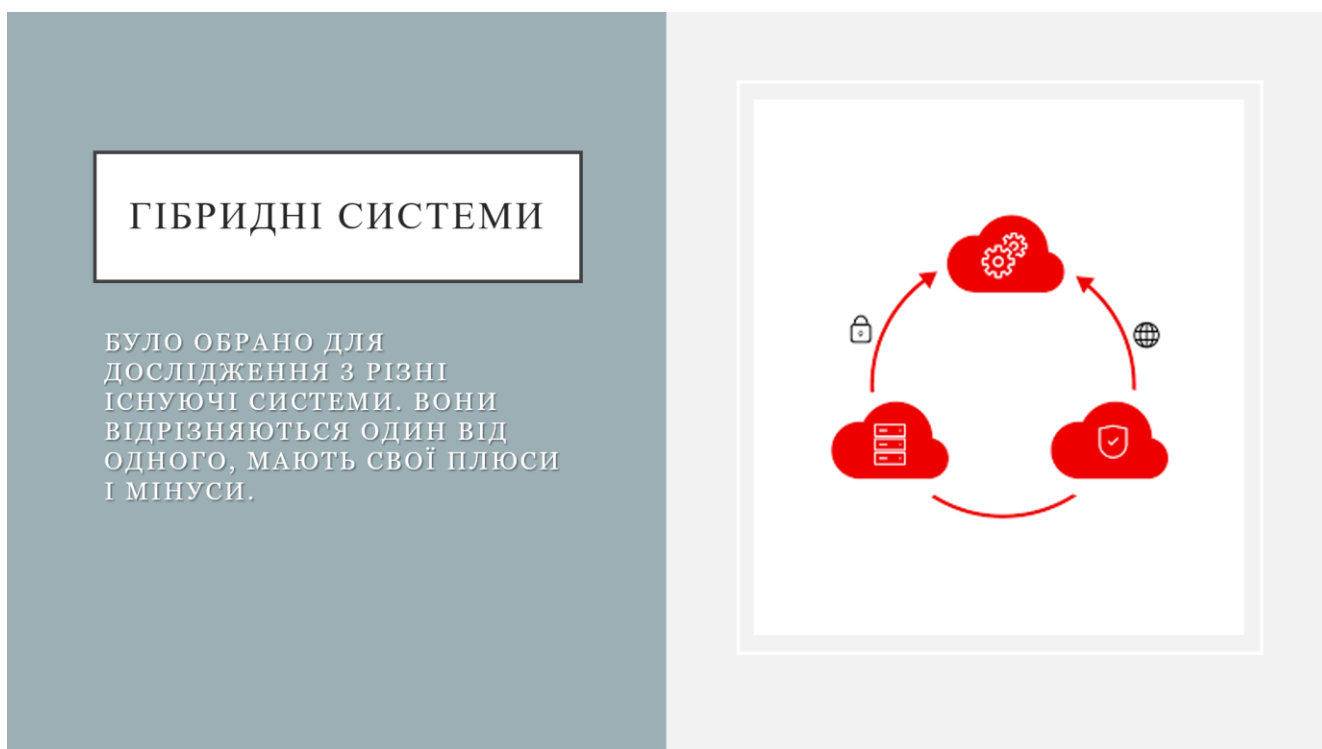 ГІБРИДНІ СИСТЕМИ
БУЛО ОБРАНО ДЛЯ
ДОСЛІДЖЕННЯ 3 РІЗНІ
ІСНУЮЧІ СИСТЕМИ. ВОНИ
ВІДРІЗНЯЮТЬСЯ ОДИН ВІД
ОДНОГО, МАЮТЬ СВОЇ ПЛЮСИ
І МІНУСИ.